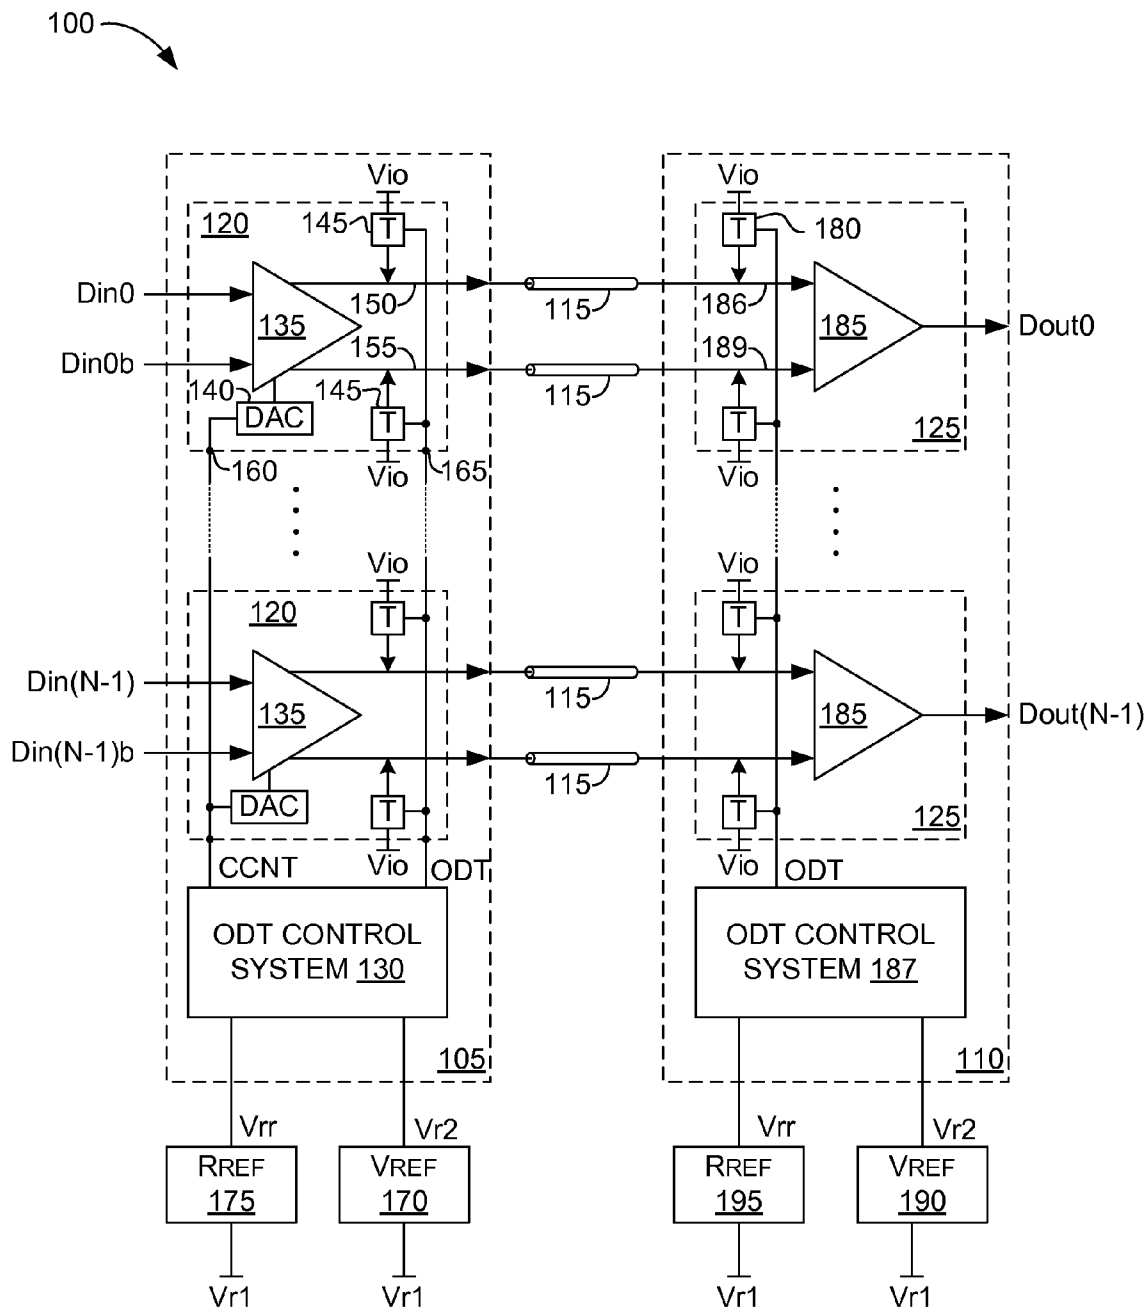 100
Vio
Vio
120
145
T
T
180
Din0
135
150
115
186
185
Dout0
Din0b
155
115
189
140
DAC
145
T
T
125
160
Vio
165
Vio
Vio
Vio
120
T
T
Din(N-1)
135
115
185
Dout(N-1)
Din(N-1)b
115
DAC
T
T
125
CCNT
Vio
ODT
Vio
ODT
ODT CONTROL
SYSTEM 130
ODT CONTROL
SYSTEM 187
105
110
Vrr
Vr2
Vrr
Vr2
RREF
175
VREF
170
RREF
195
VREF
190
Vr1
Vr1
Vr1
Vr1